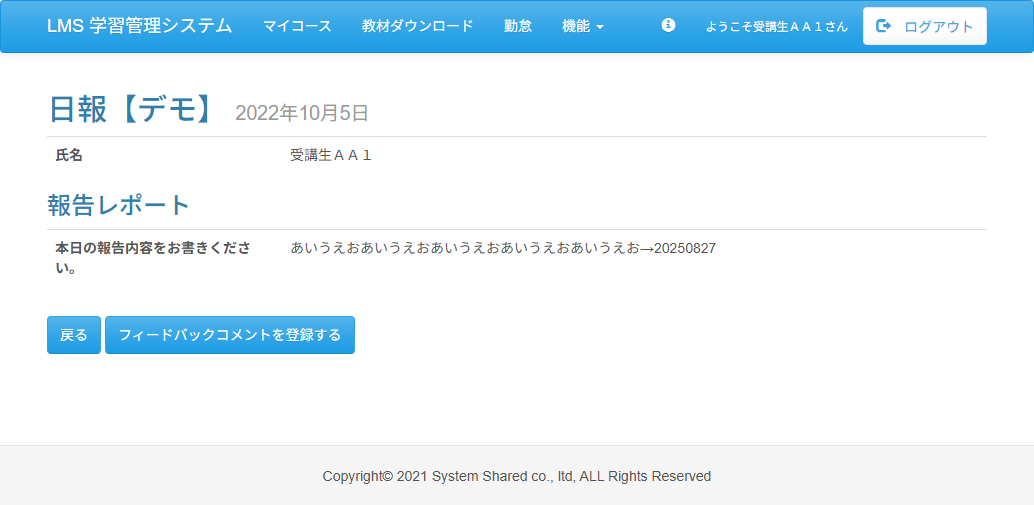 LMS 学習管理システム マイコース 教材ダウンロード 勤怠 機能 ようこそ受講生ＡＡ１さん ログアウト
日報【デモ】 2022年10月5日
氏名 受講生ＡＡ１
報告レポート
本日の報告内容をお書きくださ あいうえおあいうえおあいうえおあいうえおあいうえお→20250827
い。
戻る フィードバックコメントを登録する
Copyright© 2021 System Shared co., ltd, ALL Rights Reserved